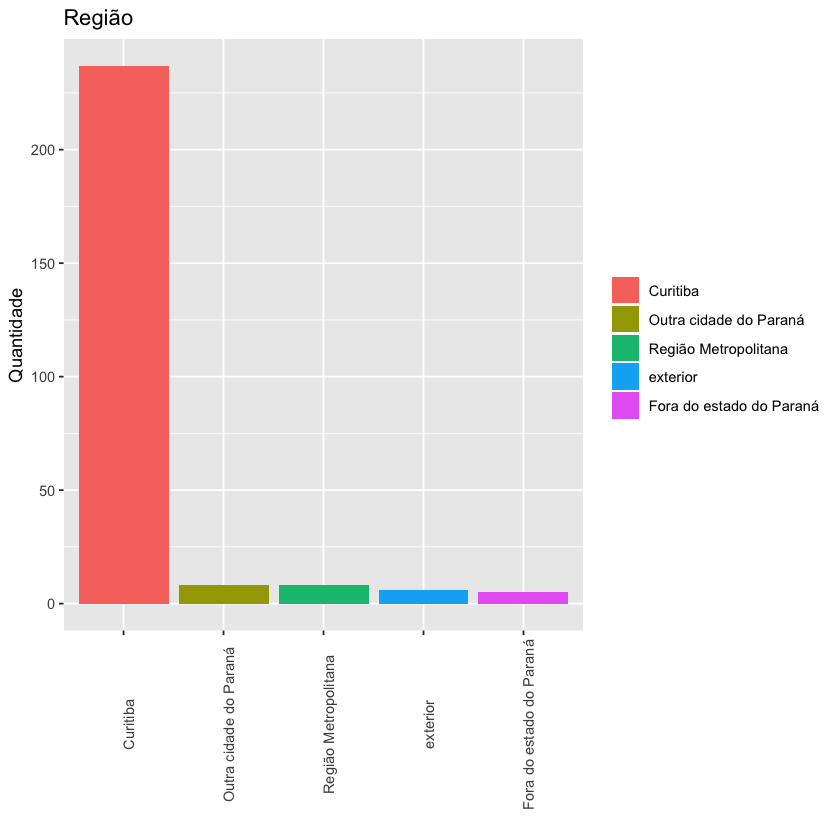 Região
Quantidade
200
150
100
50
0
Curitiba
Outra cidade do Paraná
Região Metropolitana
exterior
Fora do estado do Paraná
Curitiba
Outra cidade do Paraná
Região Metropolitana
exterior
Fora do estado do Paraná